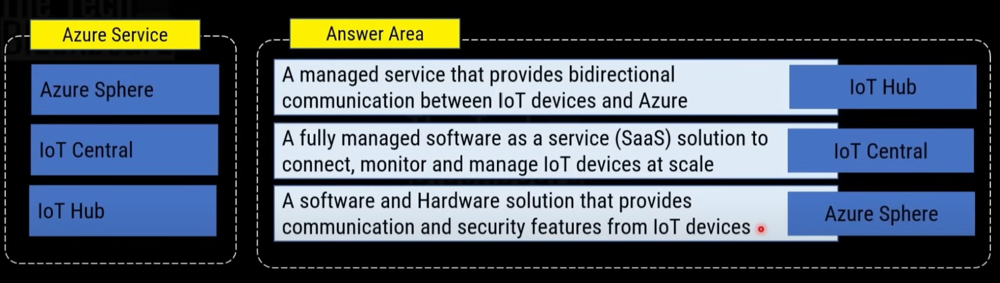 The Tech
Azure Service
Azure Sphere
IoT Central
IoT Hub
Answer Area
A managed service that provides bidirectional
communication between IoT devices and Azure
IoT Hub
A fully managed software as a service (SaaS) solution to
connect, monitor and manage IoT devices at scale
IoT Central
A software and Hardware solution that provides
communication and security features from IoT devices
Azure Sphere